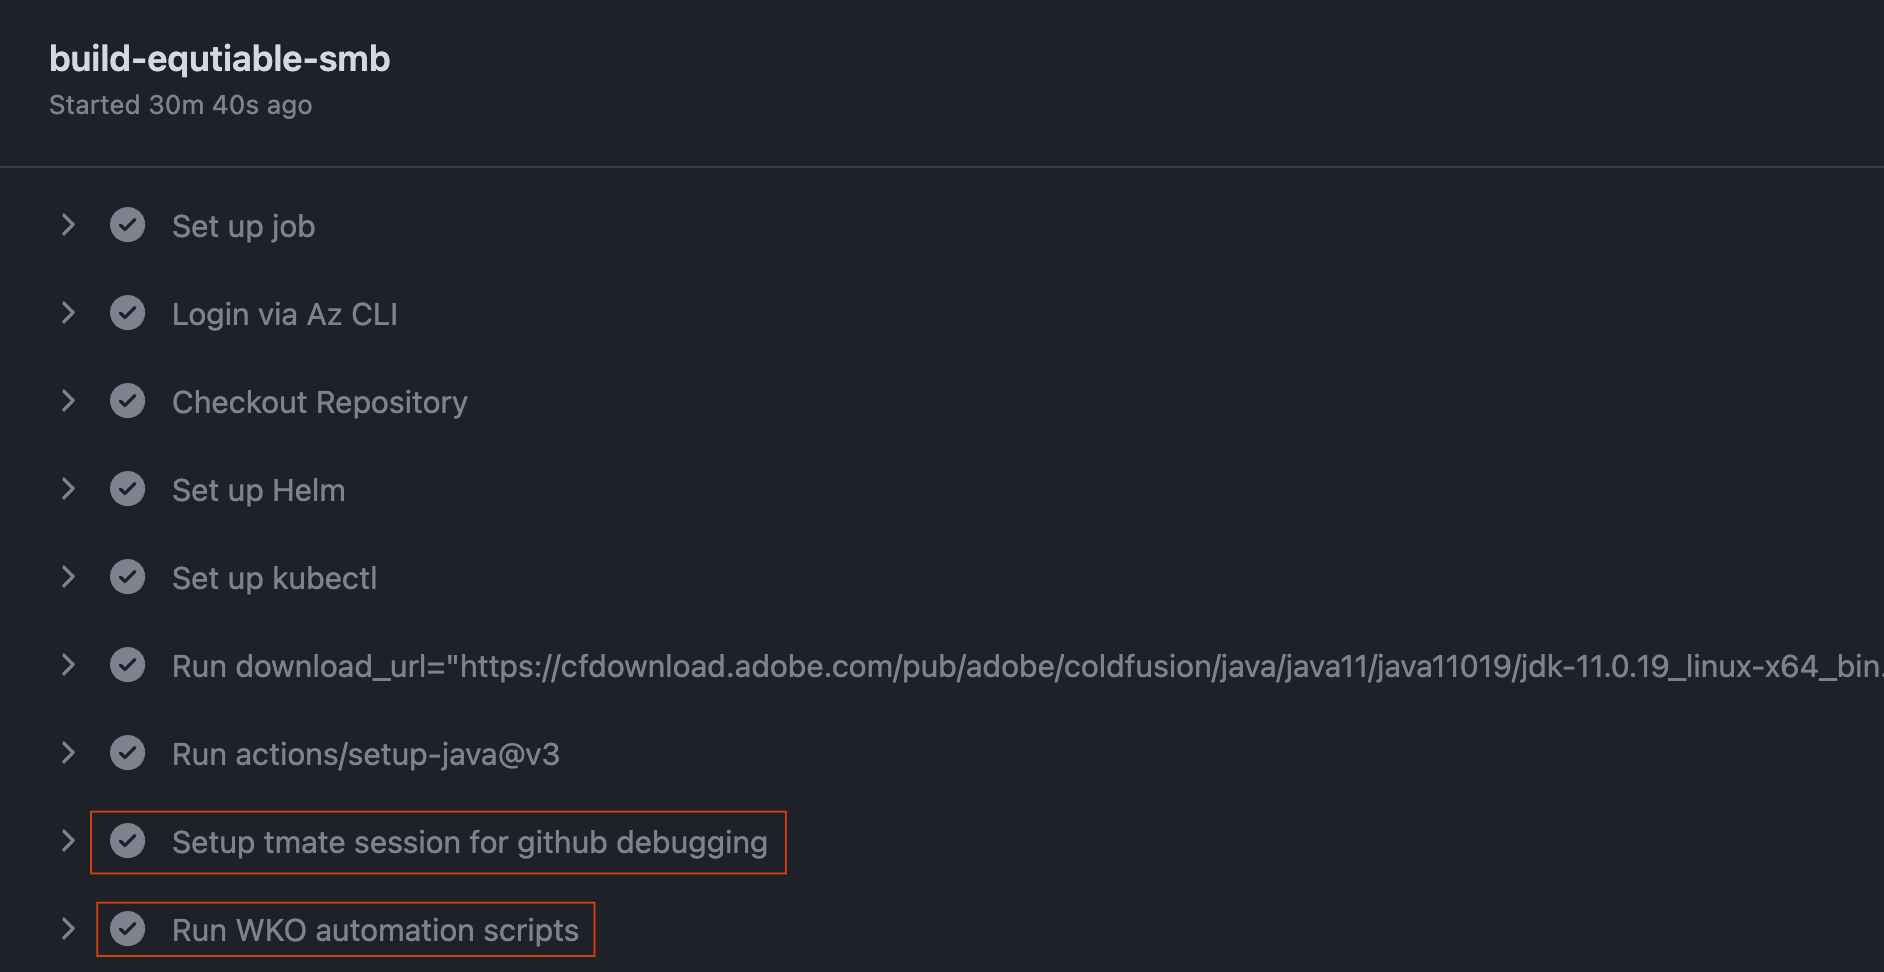 build-equtiable-smb
Started 30m 40s ago
Set up job
Login via Az CLI
Checkout Repository
Set up Helm
Set up kubectl
Run download_url="https://cfdownload.adobe.com/pub/adobe/coldfusion/java/java11/java11019/jdk-11.0.19_linux-x64_bin.
Run actions/setup-java@v3
Setup tmate session for github debugging
Run WKO automation scripts